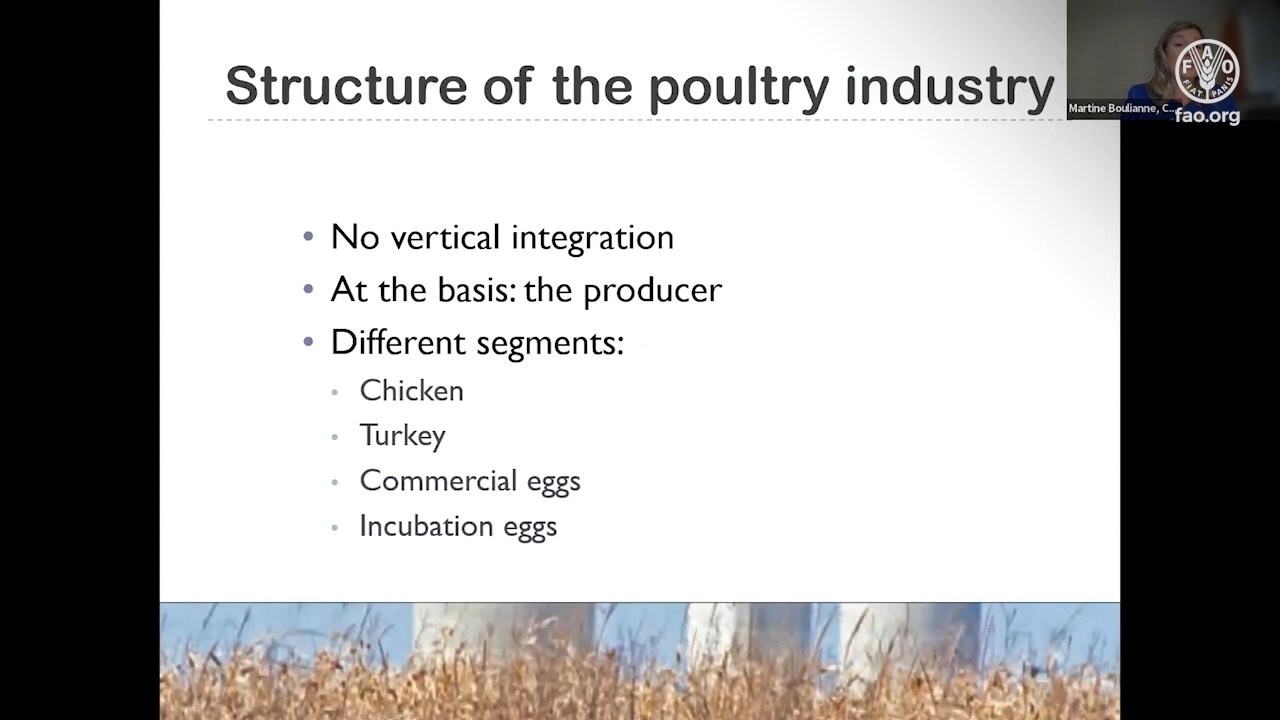 Structure of the poultry industry
Martine Boulianne, C...
F A O
FIAT PANIS
fao.org
• No vertical integration
• At the basis: the producer
• Different segments:
• Chicken
• Turkey
• Commercial eggs
• Incubation eggs